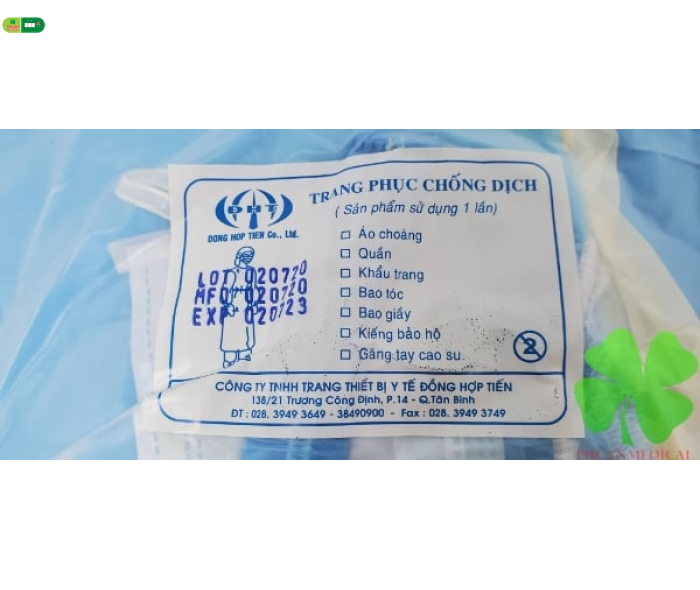 TRANG PHỤC CHỐNG DỊCH
( Sản phẩm sử dụng 1 lần)
DHT
DONG HOP TIEN Co., Ltd.
Áo choàng
Quần
Khẩu trang
Bao tóc
Bao giầy
Kiếng bảo hộ
Găng tay cao su
LOT 020720
MFG 020720
EXP 020723
2
CÔNG TY TNHH TRANG THIẾT BỊ Y TẾ ĐỒNG HỢP TIẾN
138/21 Trương Công Định, P.14 - Q.Tân Bình
ĐT : 028. 3949 3649 - 38490900 - Fax : 028. 3949 3749
MEDICAL